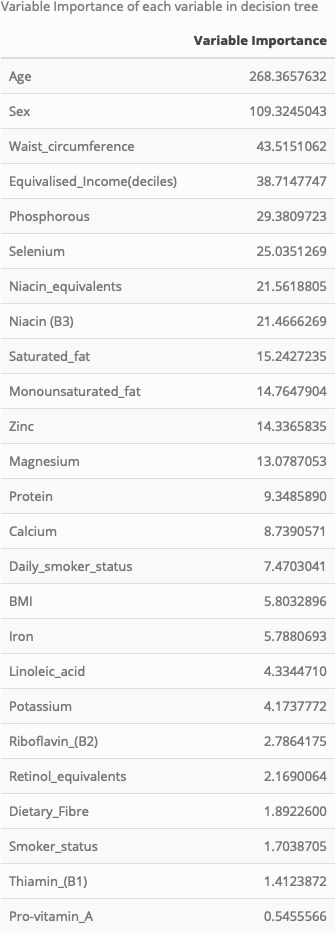 Variable Importance of each variable in decision tree
Variable Importance
Age 268.3657632
Sex 109.3245043
Waist_circumference 43.5151062
Equivalised_Income(deciles) 38.7147747
Phosphorous 29.3809723
Selenium 25.0351269
Niacin_equivalents 21.5618805
Niacin (B3) 21.4666269
Saturated_fat 15.2427235
Monounsaturated_fat 14.7647904
Zinc 14.3365835
Magnesium 13.0787053
Protein 9.3485890
Calcium 8.7390571
Daily_smoker_status 7.4703041
BMI 5.8032896
Iron 5.7880693
Linoleic_acid 4.3344710
Potassium 4.1737772
Riboflavin_(B2) 2.7864175
Retinol_equivalents 2.1690064
Dietary_Fibre 1.8922600
Smoker_status 1.7038705
Thiamin_(B1) 1.4123872
Pro-vitamin_A 0.5455566